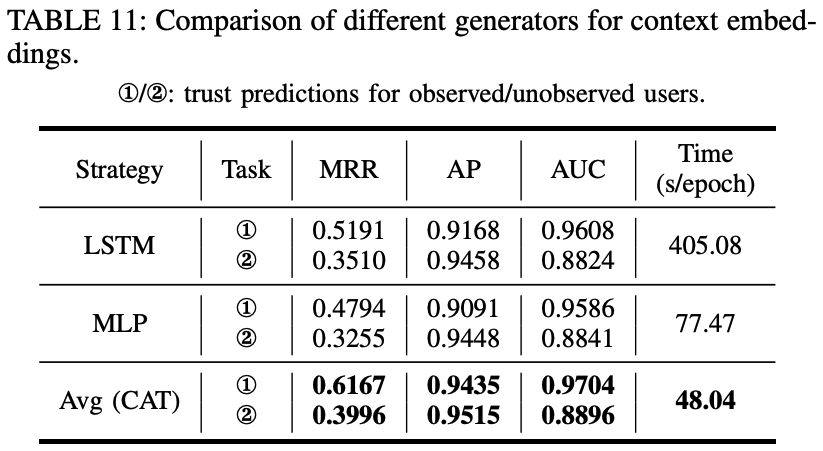 TABLE 11: Comparison of different generators for context embed-
dings.
①/②: trust predictions for observed/unobserved users.
Strategy Task MRR AP AUC Time (s/epoch)
LSTM ① 0.5191 0.9168 0.9608 405.08
② 0.3510 0.9458 0.8824
MLP ① 0.4794 0.9091 0.9586 77.47
② 0.3255 0.9448 0.8841
Avg (CAT) ① 0.6167 0.9435 0.9704 48.04
② 0.3996 0.9515 0.8896